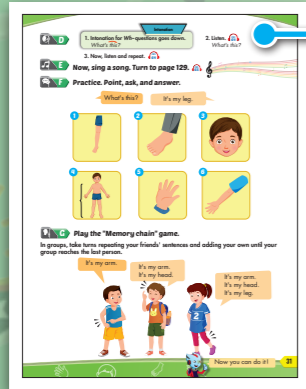 Intonation
D
1. Intonation for Wh-questions goes down.
What's this?
2. Listen.
What's this?
3. Now, listen and repeat.
E Now, sing a song. Turn to page 129.
F Practice. Point, ask, and answer.
What's this?
It's my leg.
1
2
3
4
5
6
G Play the "Memory chain" game.
In groups, take turns repeating your friends' sentences and adding your own until your
group reaches the last person.
It's my arm.
It's my arm.
It's my head.
It's my arm.
It's my head.
It's my leg.
2
Now you can do it!
31